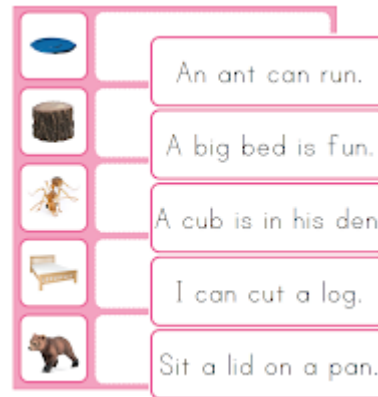 An ant can run.
A big bed is fun.
A cub is in his den
I can cut a log.
Sit a lid on a pan.